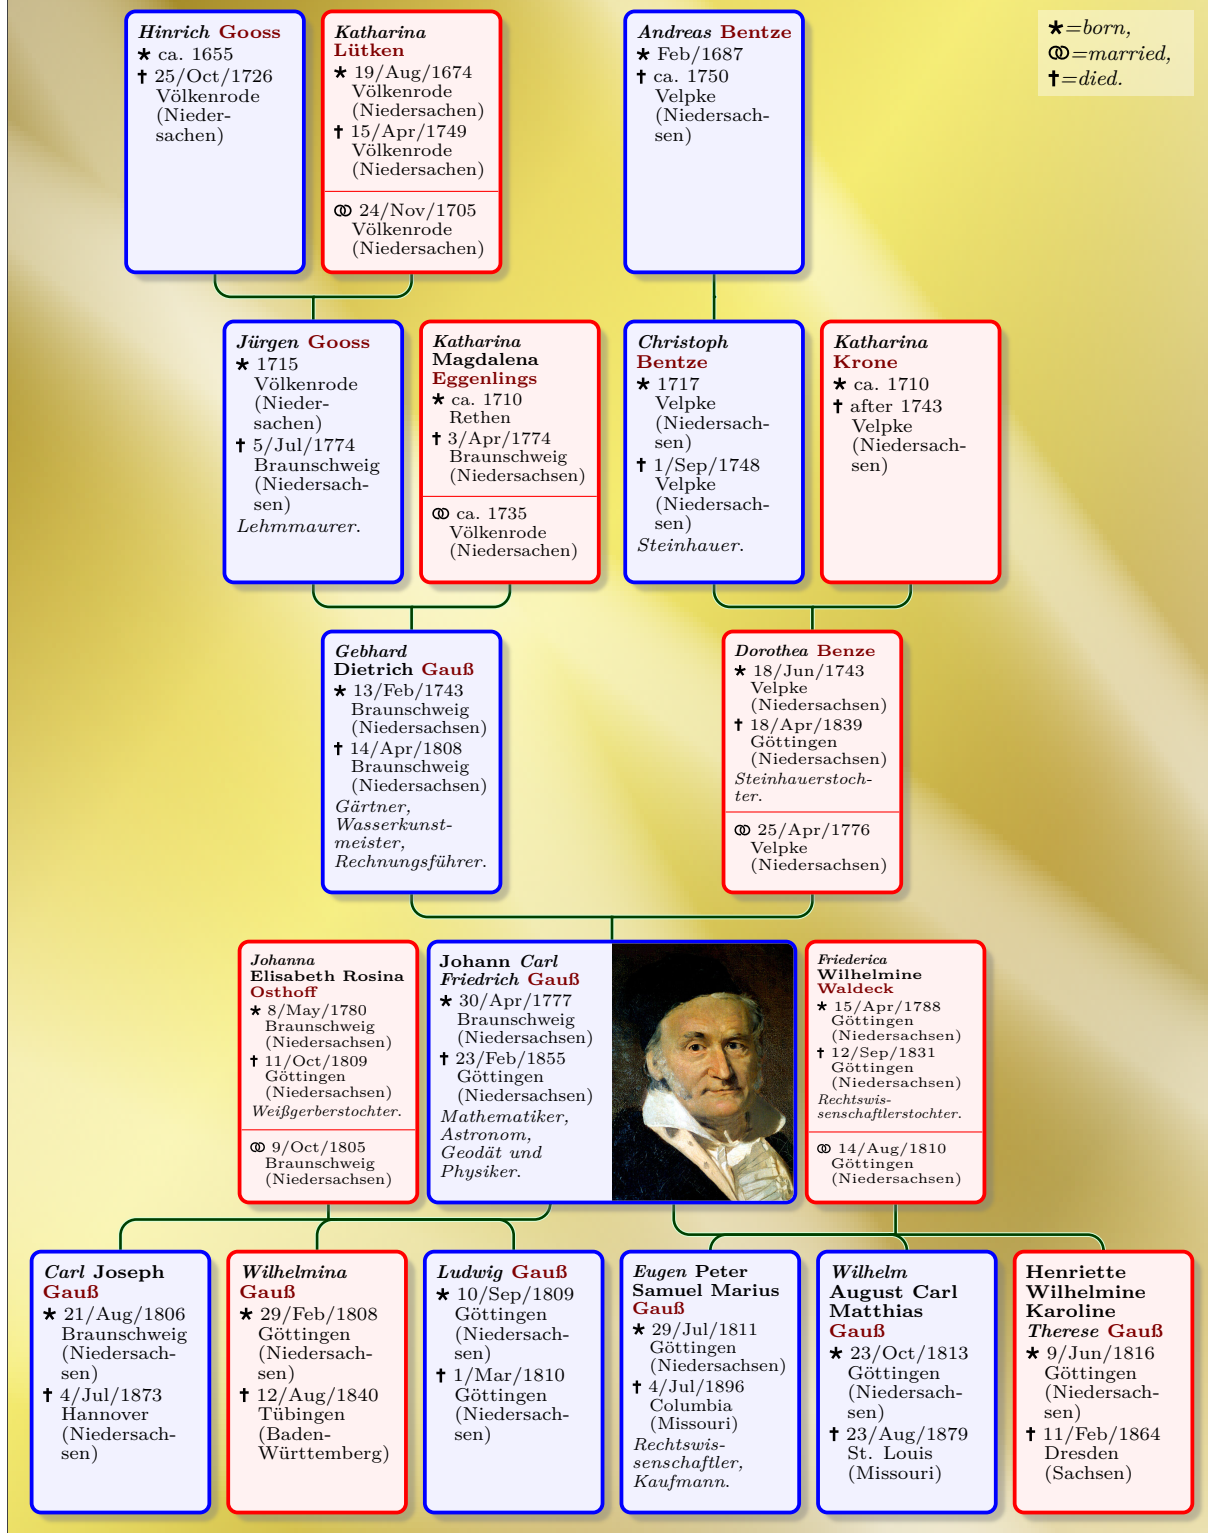 Hinrich Gooss
★ ca. 1655
† 25/Oct/1726
Völkenrode
(Nieder-
sachen)
Katharina
Lütken
★ 19/Aug/1674
Völkenrode
(Niedersachen)
† 15/Apr/1749
Völkenrode
(Niedersachen)
⚭ 24/Nov/1705
Völkenrode
(Niedersachen)
Andreas Bentze
★ Feb/1687
† ca. 1750
Velpke
(Niedersach-
sen)
★=born,
⚭=married,
†=died.
Jürgen Gooss
★ 1715
Völkenrode
(Nieder-
sachen)
† 5/Jul/1774
Braunschweig
(Niedersach-
sen)
Lehmmaurer.
Katharina
Magdalena
Eggenlings
★ ca. 1710
Rethen
† 3/Apr/1774
Braunschweig
(Niedersachsen)
⚭ ca. 1735
Völkenrode
(Niedersachen)
Christoph
Bentze
★ 1717
Velpke
(Niedersach-
sen)
† 1/Sep/1748
Velpke
(Niedersach-
sen)
Steinhauer.
Katharina
Krone
★ ca. 1710
† after 1743
Velpke
(Niedersach-
sen)
Gebhard
Dietrich Gauß
★ 13/Feb/1743
Braunschweig
(Niedersachsen)
† 14/Apr/1808
Braunschweig
(Niedersachsen)
Gärtner,
Wasserkunst-
meister,
Rechnungsführer.
Dorothea Benze
★ 18/Jun/1743
Velpke
(Niedersachsen)
† 18/Apr/1839
Göttingen
(Niedersachsen)
Steinhauerstoch-
ter.
⚭ 25/Apr/1776
Velpke
(Niedersachsen)
Johanna
Elisabeth Rosina
Osthoff
★ 8/May/1780
Braunschweig
(Niedersachsen)
† 11/Oct/1809
Göttingen
(Niedersachsen)
Weißgerberstochter.
⚭ 9/Oct/1805
Braunschweig
(Niedersachsen)
Johann Carl
Friedrich Gauß
★ 30/Apr/1777
Braunschweig
(Niedersachsen)
† 23/Feb/1855
Göttingen
(Niedersachsen)
Mathematiker,
Astronom,
Geodät und
Physiker.
Friederica
Wilhelmine
Waldeck
★ 15/Apr/1788
Göttingen
(Niedersachsen)
† 12/Sep/1831
Göttingen
(Niedersachsen)
Rechtswis-
senschaftlerstochter.
⚭ 14/Aug/1810
Göttingen
(Niedersachsen)
Carl Joseph
Gauß
★ 21/Aug/1806
Braunschweig
(Niedersach-
sen)
† 4/Jul/1873
Hannover
(Niedersach-
sen)
Wilhelmina
Gauß
★ 29/Feb/1808
Göttingen
(Niedersach-
sen)
† 12/Aug/1840
Tübingen
(Baden-
Württemberg)
Ludwig Gauß
★ 10/Sep/1809
Göttingen
(Niedersach-
sen)
† 1/Mar/1810
Göttingen
(Niedersach-
sen)
Eugen Peter
Samuel Marius
Gauß
★ 29/Jul/1811
Göttingen
(Niedersachsen)
† 4/Jul/1896
Columbia
(Missouri)
Rechtswis-
senschaftler,
Kaufmann.
Wilhelm
August Carl
Matthias
Gauß
★ 23/Oct/1813
Göttingen
(Niedersach-
sen)
† 23/Aug/1879
St. Louis
(Missouri)
Henriette
Wilhelmine
Karoline
Therese Gauß
★ 9/Jun/1816
Göttingen
(Niedersach-
sen)
† 11/Feb/1864
Dresden
(Sachsen)